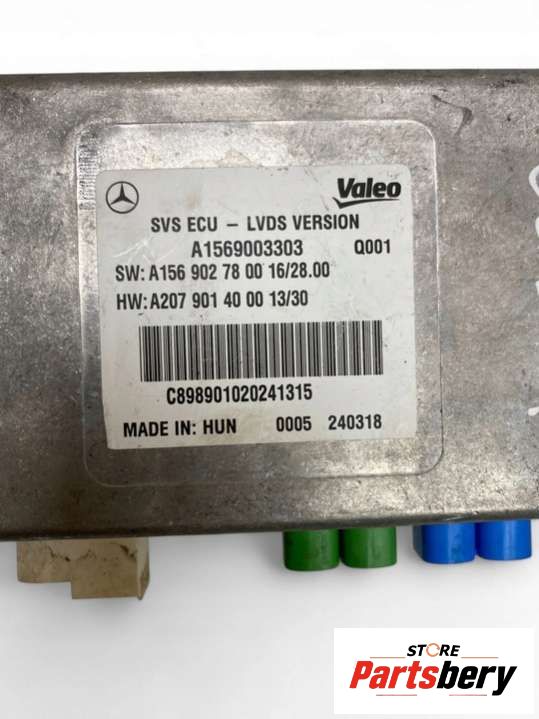 Valeo
SVS ECU – LVDS VERSION
A1569003303 Q001
SW: A156 902 78 00 16/28.00
HW: A207 901 40 00 13/30
C898901020241315
MADE IN: HUN 0005 240318
STORE
Partsbery